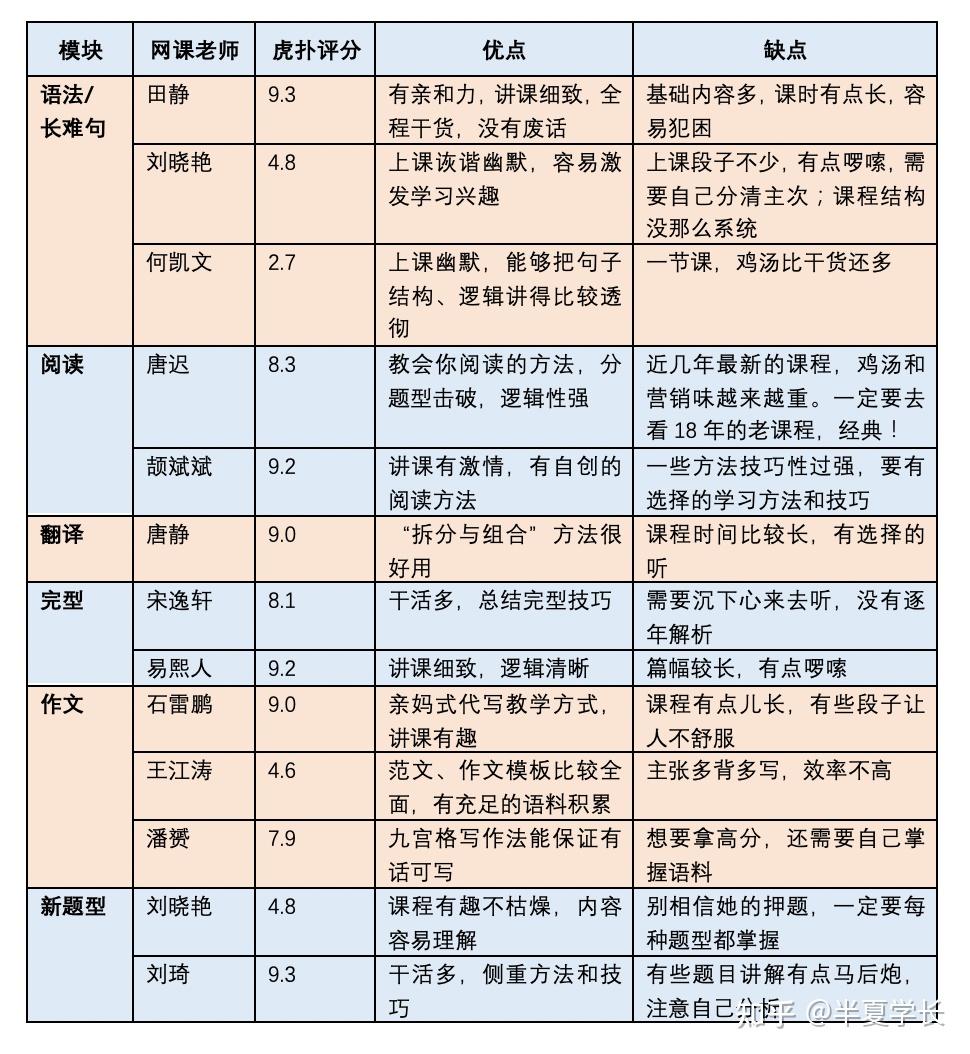 模块 网课老师 虎扑评分 优点 缺点
语法/ 田静 9.3 有亲和力，讲课细致，全 基础内容多，课时有点长，容
长难句 程干货，没有废话 易犯困
刘晓艳 4.8 上课诙谐幽默，容易激 上课段子不少，有点啰嗦，需
发学习兴趣 要自己分清主次；课程结构
没那么系统
何凯文 2.7 上课幽默，能够把句子 一节课，鸡汤比干货还多
结构、逻辑讲得比较透
彻
阅读 唐迟 8.3 教会你阅读的方法，分 近几年最新的课程，鸡汤和
题型击破，逻辑性强 营销味越来越重。一定要去
看 18 年的老课程，经典！
颉斌斌 9.2 讲课有激情，有自创的 一些方法技巧性过强，要有
阅读方法 选择的学习方法和技巧
翻译 唐静 9.0 “拆分与组合”方法很 课程时间比较长，有选择的
好用 听
完型 宋逸轩 8.1 干活多，总结完型技巧 需要沉下心来去听，没有逐
年解析
易熙人 9.2 讲课细致，逻辑清晰 篇幅较长，有点啰嗦
作文 石雷鹏 9.0 亲妈式代写教学方式， 课程有点儿长，有些段子让
讲课有趣 人不舒服
王江涛 4.6 范文、作文模板比较全 主张多背多写，效率不高
面，有充足的语料积累
潘赟 7.9 九宫格写作法能保证有 想要拿高分，还需要自己掌
话可写 握语料
新题型 刘晓艳 4.8 课程有趣不枯燥，内容 别相信她的押题，一定要每
容易理解 种题型都掌握
刘琦 9.3 干活多，侧重方法和技 有些题目讲解有点马后炮，
巧 注意自己分析
知乎 @半夏学长